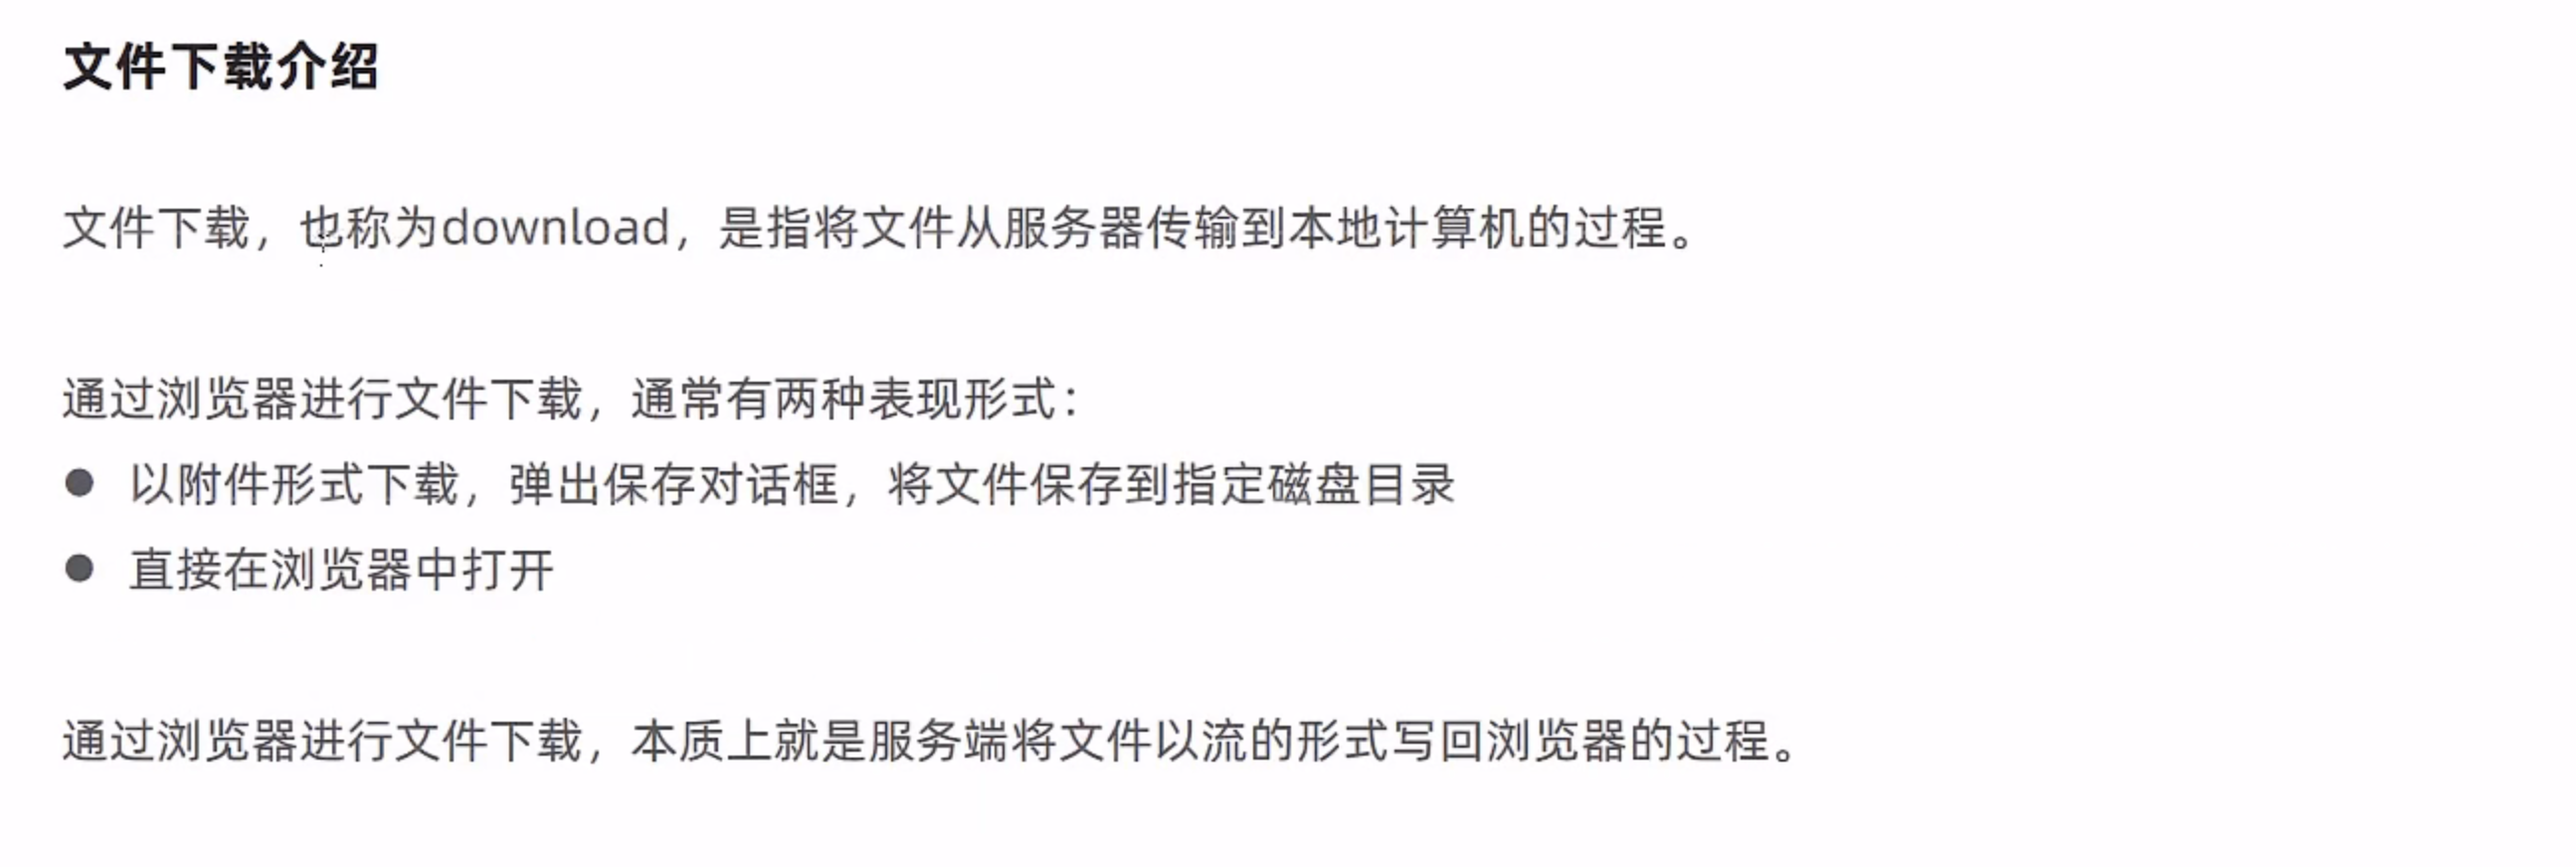 文件下载介绍
文件下载，也称为download，是指将文件从服务器传输到本地计算机的过程。
通过浏览器进行文件下载，通常有两种表现形式：
● 以附件形式下载，弹出保存对话框，将文件保存到指定磁盘目录
● 直接在浏览器中打开
通过浏览器进行文件下载，本质上就是服务端将文件以流的形式写回浏览器的过程。